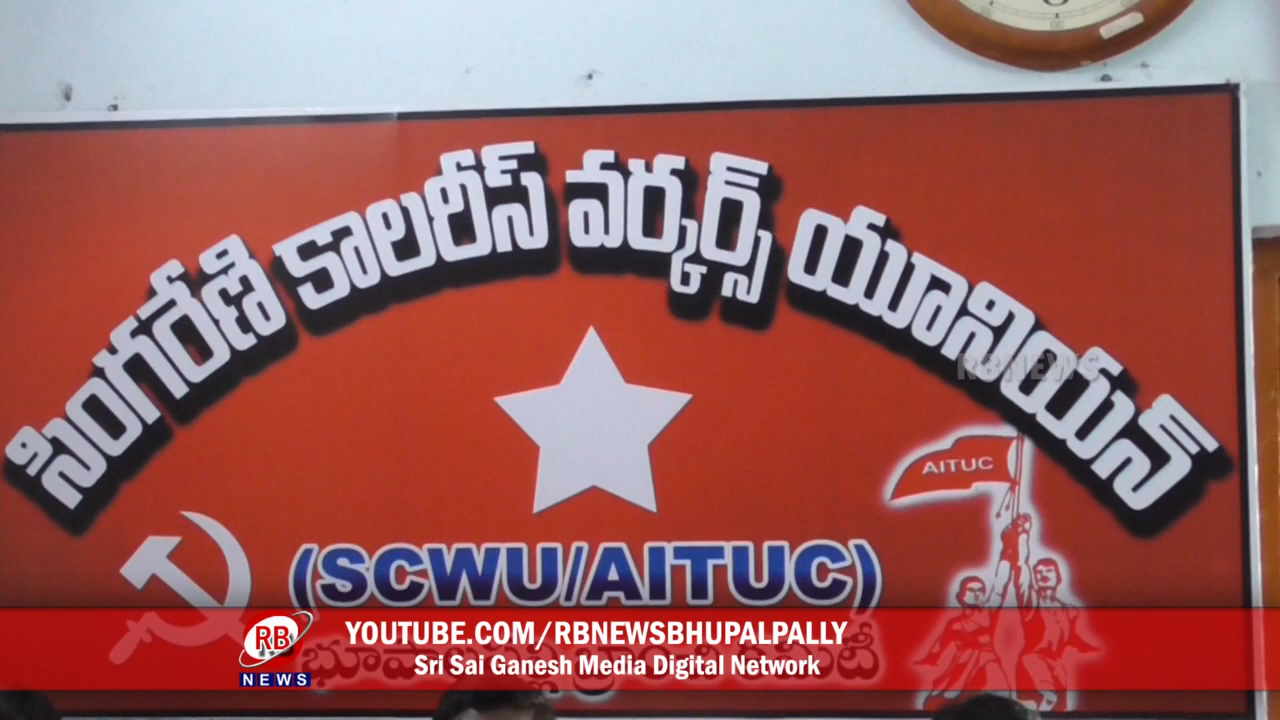 సింగరేణి కాలరీస్ వర్కర్స్ యూనియన్
RBNEWS
AITUC
(SCWU/AITUC)
RB
NEWS
YOUTUBE.COM/RBNEWSBHUPALPALLY
Sri Sai Ganesh Media Digital Network